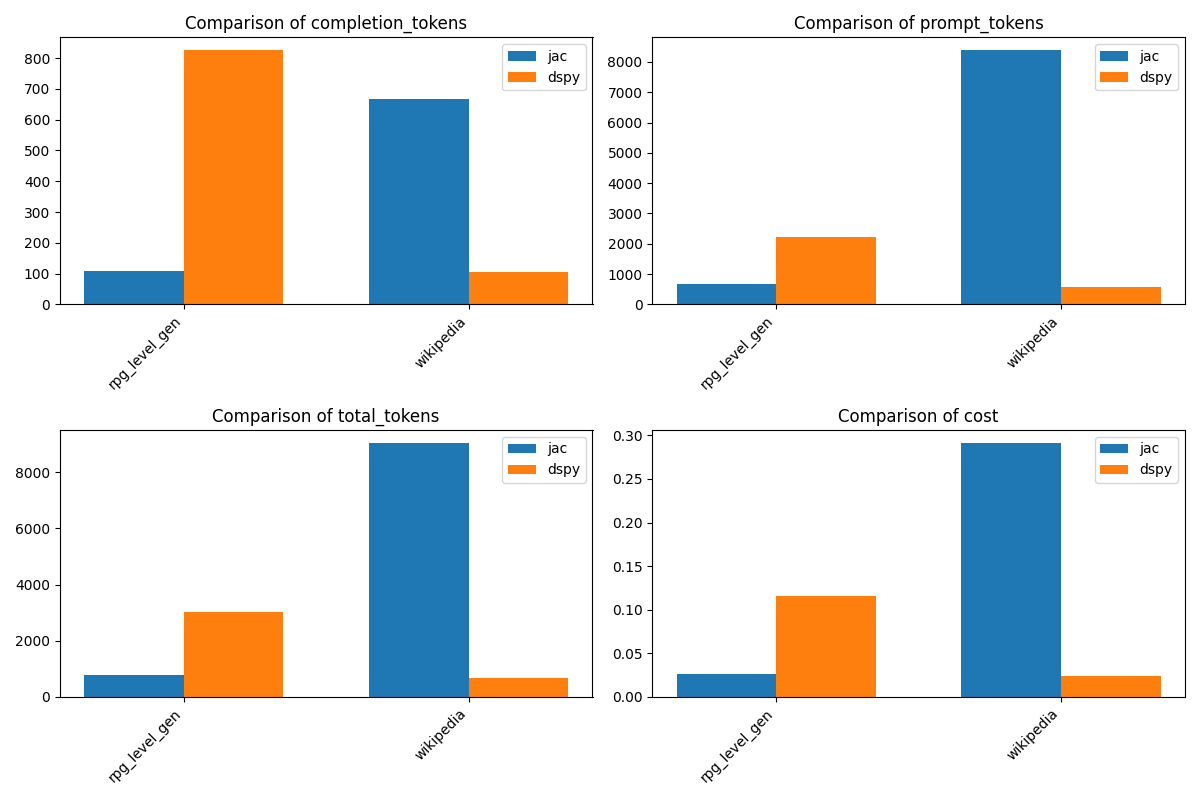 Comparison of completion_tokens
800
700
600
500
400
300
200
100
0
jac
dspy
rpg_level_gen
wikipedia
Comparison of prompt_tokens
8000
7000
6000
5000
4000
3000
2000
1000
0
jac
dspy
rpg_level_gen
wikipedia
Comparison of total_tokens
8000
6000
4000
2000
0
jac
dspy
rpg_level_gen
wikipedia
Comparison of cost
0.30
0.25
0.20
0.15
0.10
0.05
0.00
jac
dspy
rpg_level_gen
wikipedia